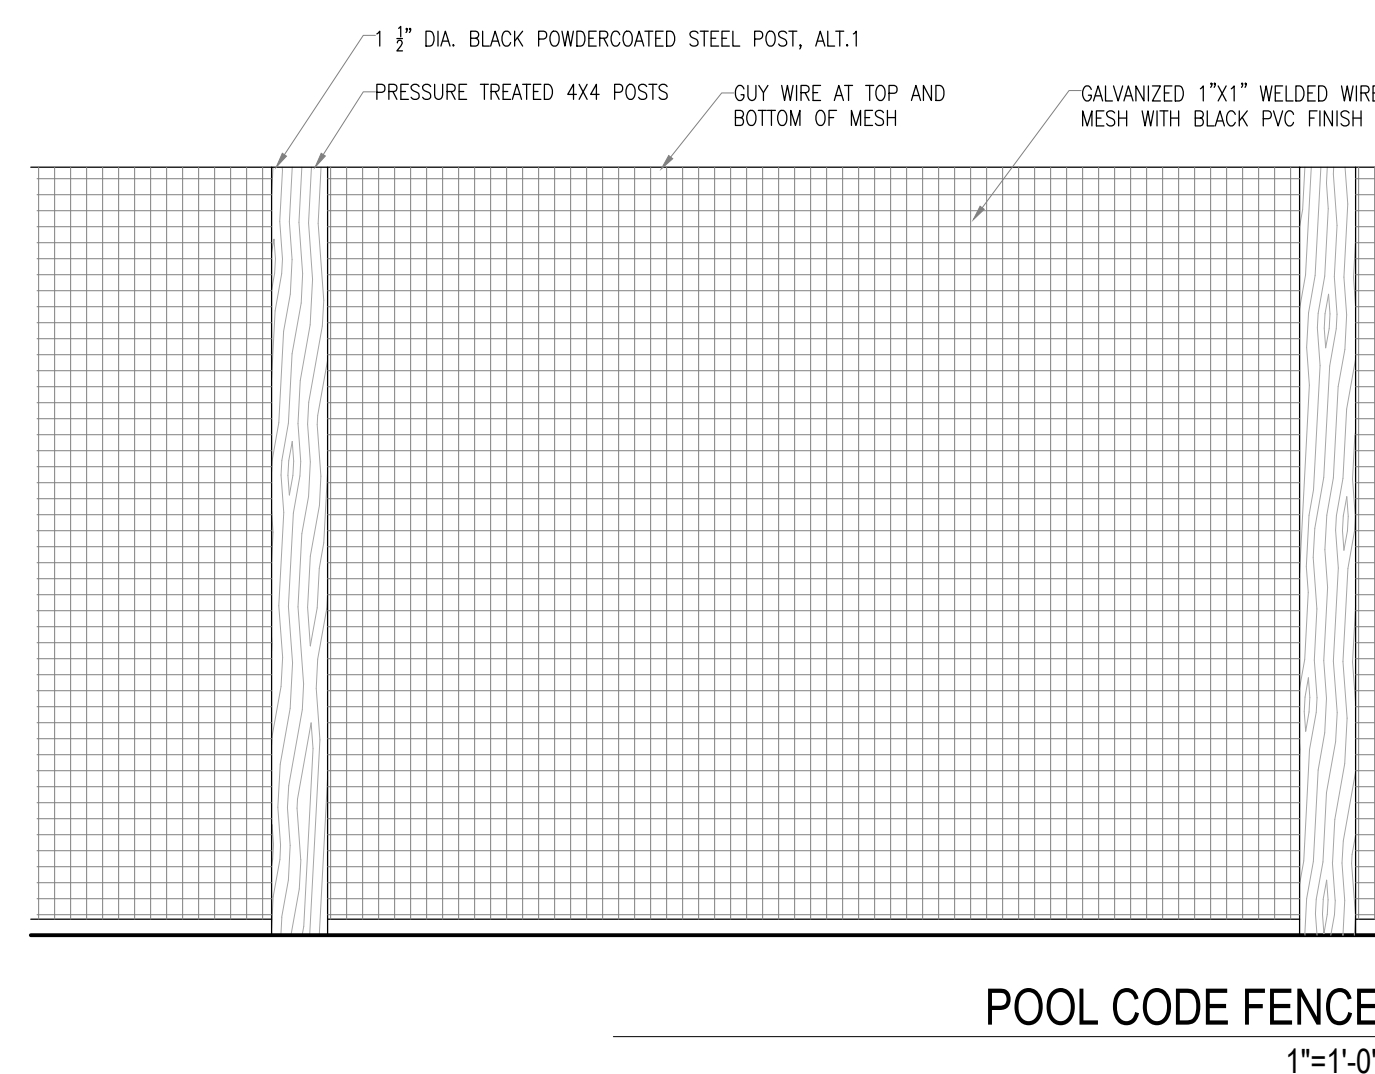 1 1/2" DIA. BLACK POWDERCOATED STEEL POST, ALT.1
PRESSURE TREATED 4X4 POSTS
GUY WIRE AT TOP AND
BOTTOM OF MESH
GALVANIZED 1"X1" WELDED WIRE
MESH WITH BLACK PVC FINISH
POOL CODE FENCE
1"=1'-0"